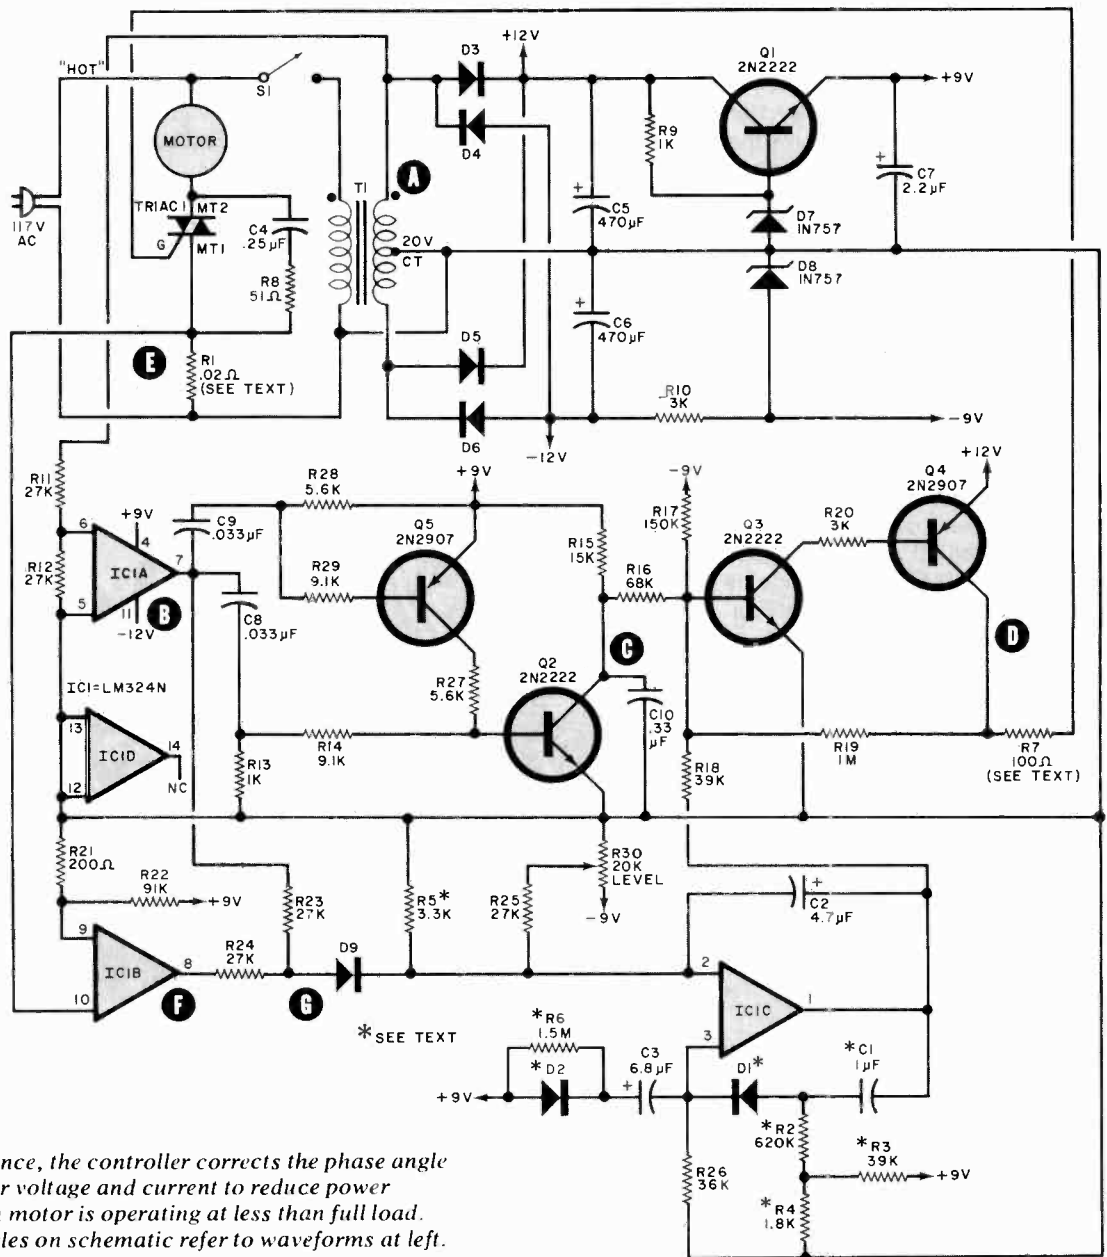 +12V
Q1
2N2222
D3
"HOT"
S1
+9V
R9
1K
MOTOR
D4
A
T1
C7
2.2µF
117V
AC
TRIAC 1
MT2
G
MT1
C4
.25µF
C5
470µF
D7
1N757
20V
CT
R8
51Ω
D8
1N757
C6
470µF
E
R1
.02Ω
(SEE TEXT)
D5
R10
3K
-9V
D6
-12V
+9V
-9V
+12V
R11
27K
R28
5.6K
Q4
2N2907
+9V
4
C9
.033µF
Q5
2N2907
R17
150K
Q3
2N2222
R20
3K
R15
15K
6
R12
27K
IC1A
7
R29
9.1K
R16
68K
5
11
-12V
B
C8
.033µF
C
D
IC1=LM324N
R27
5.6K
Q2
2N2222
C10
.33
µF
13
IC1D
14
NC
12
R13
1K
R14
9.1K
R18
39K
R19
1M
R7
100Ω
(SEE TEXT)
R21
200Ω
R22
91K
+9V
R23
27K
R5*
3.3K
R25
27K
R30
20K
LEVEL
-9V
C2
4.7µF
9
R24
27K
D9
IC1B
8
2
10
F
G
IC1C
1
*SEE TEXT
*R6
1.5M
C3
6.8µF
3
*D2
D1*
*C1
1µF
+9V
*R2
620K
*R3
39K
+9V
R26
36K
*R4
1.8K
nce, the controller corrects the phase angle
r voltage and current to reduce power
n motor is operating at less than full load.
les on schematic refer to waveforms at left.